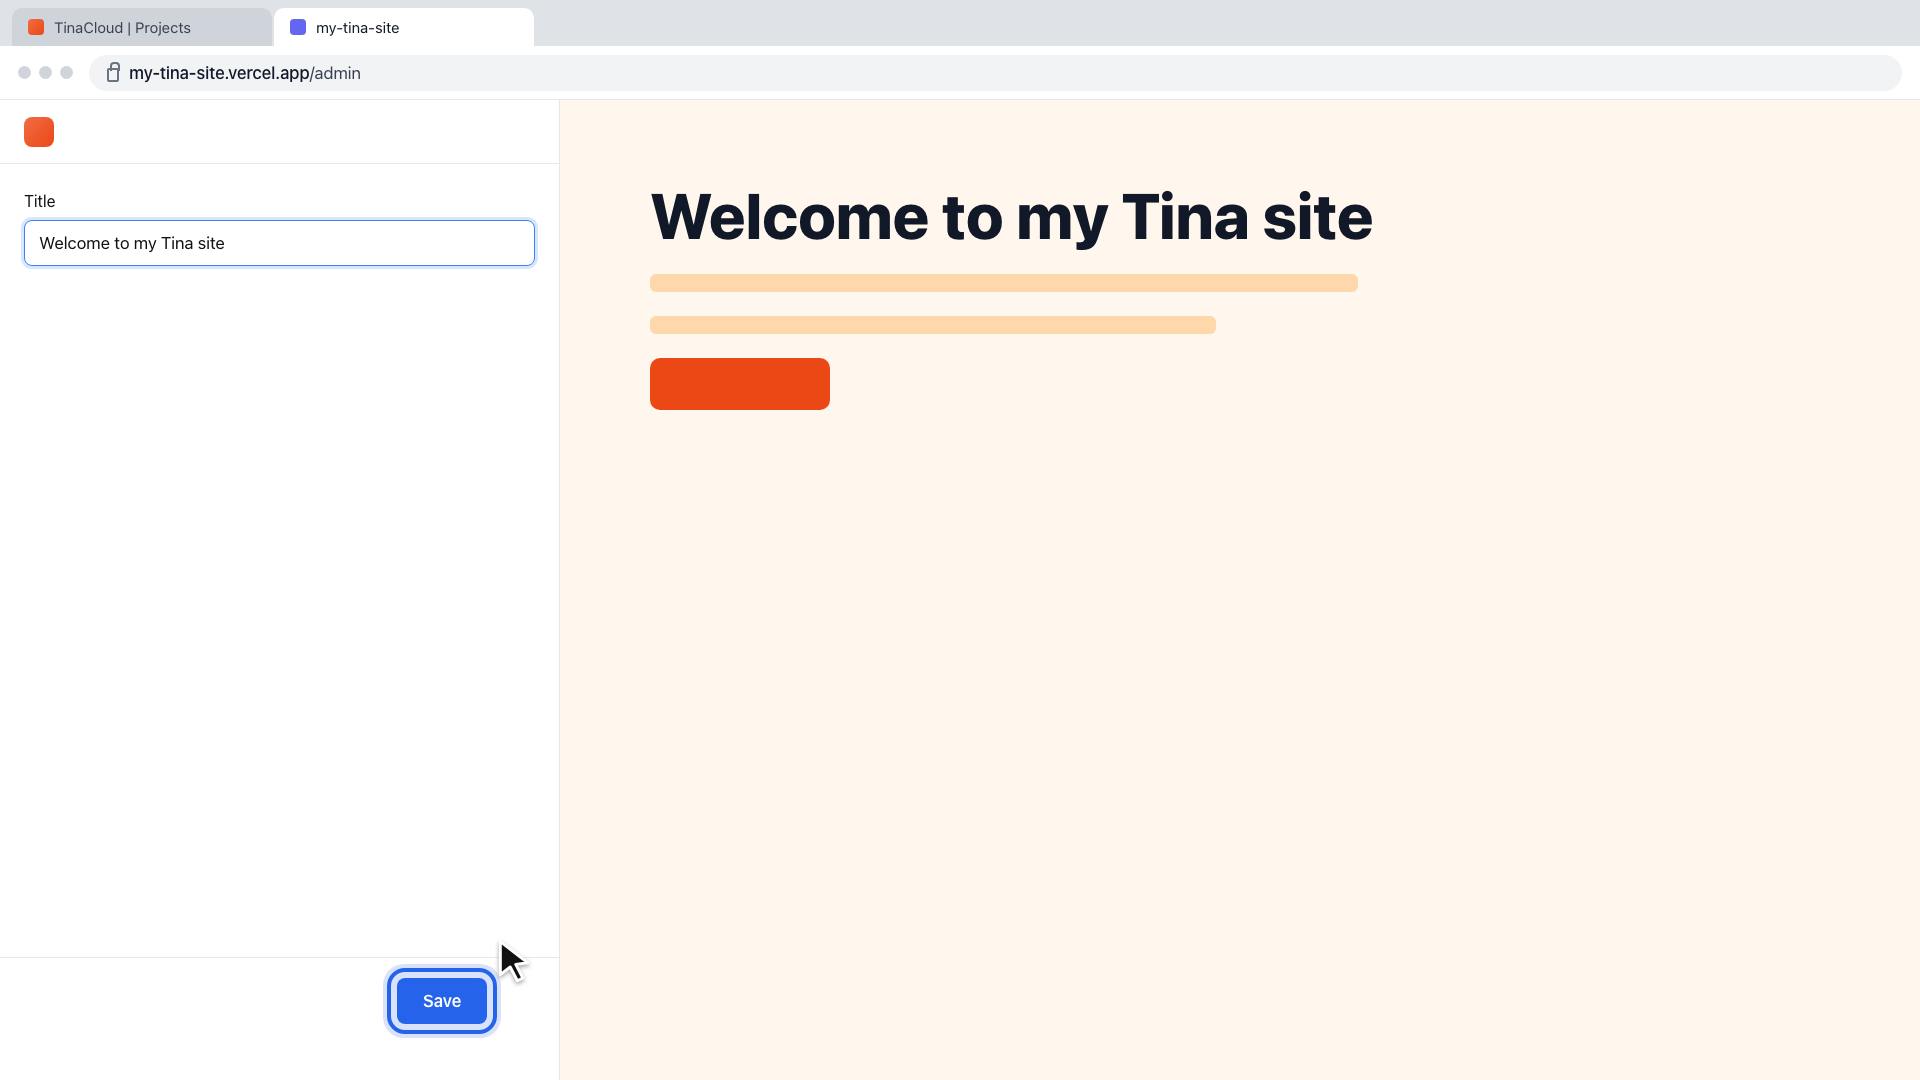 TinaCloud | Projects
my-tina-site
my-tina-site.vercel.app/admin
Title
Welcome to my Tina site
Welcome to my Tina site
Save